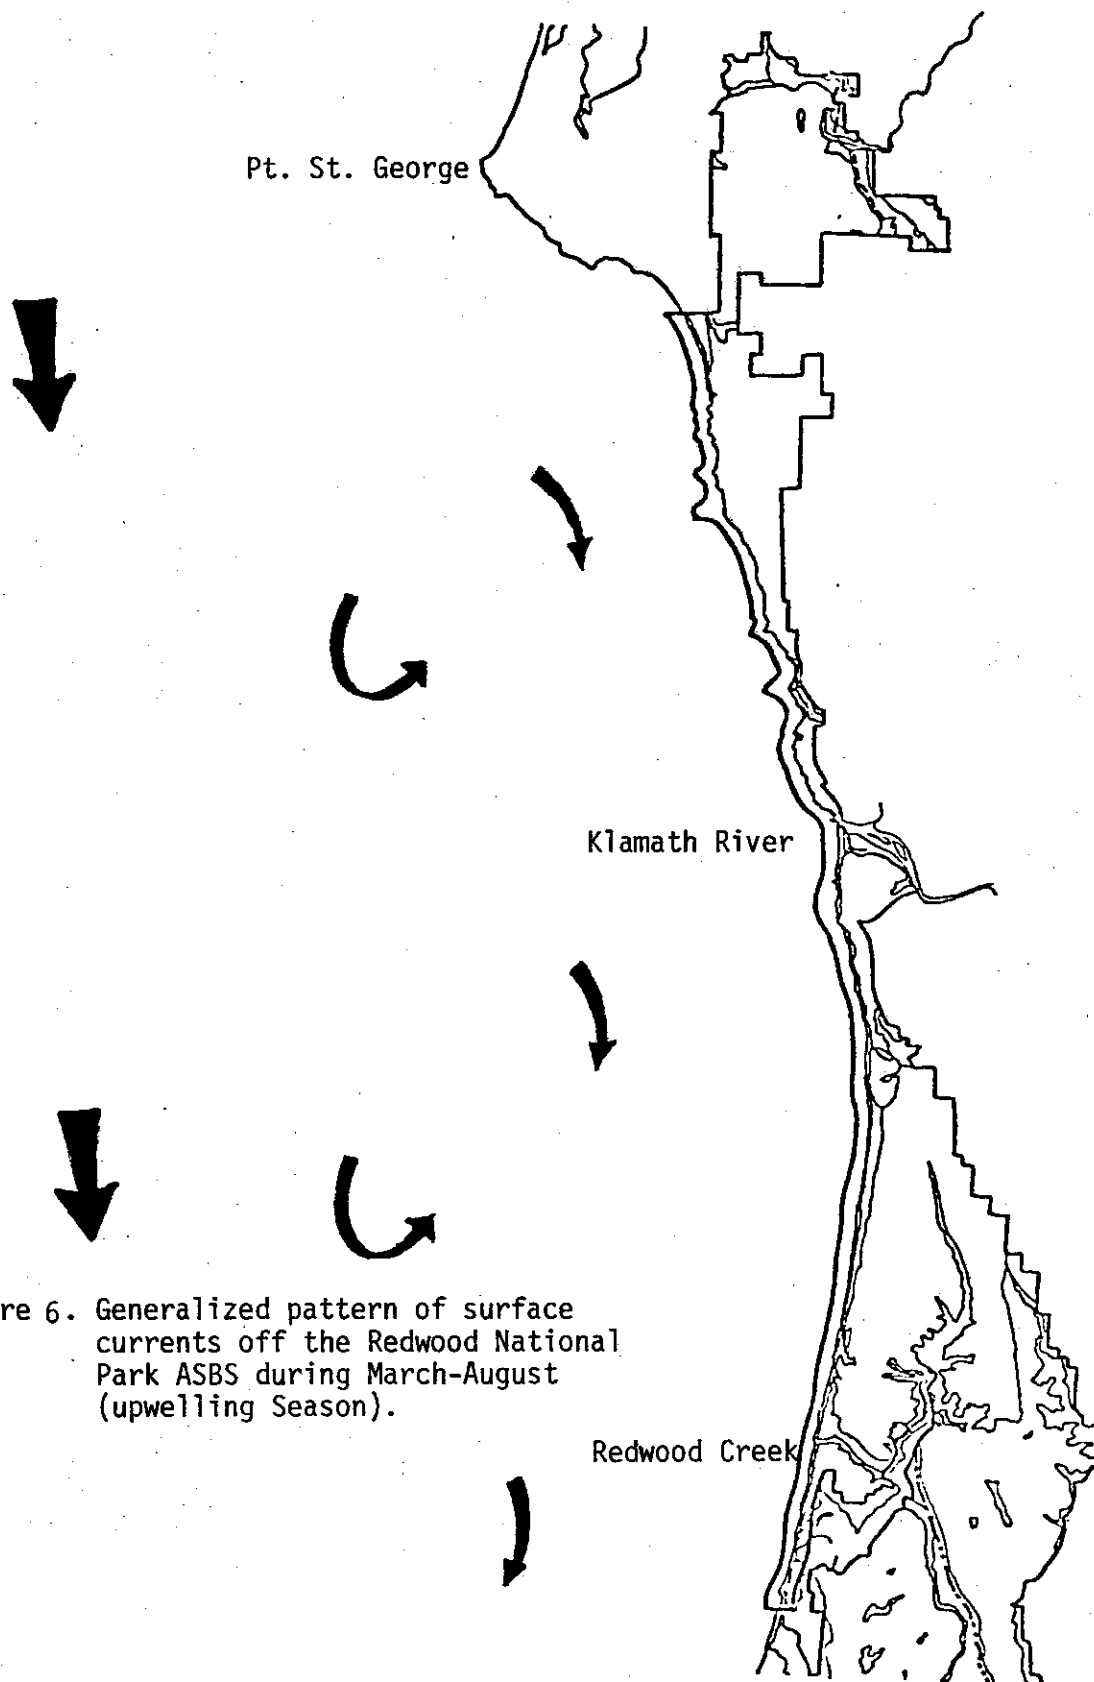 Pt. St. George
Klamath River
re 6. Generalized pattern of surface
currents off the Redwood National
Park ASBS during March-August
(upwelling Season).
Redwood Creek